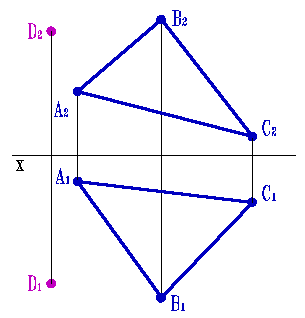 B₂
D₂
A₂
C₂
x
A₁
C₁
D₁
B₁